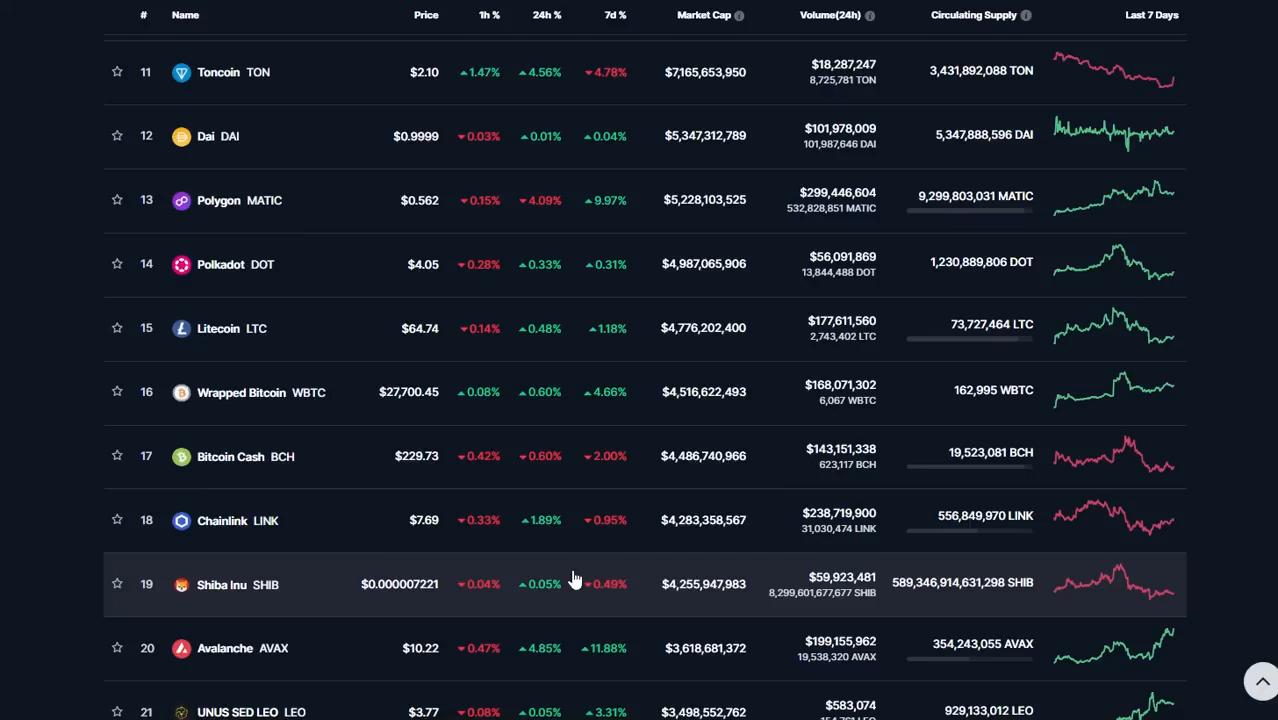 # Name Price 1h % 24h % 7d % Market Cap Volume(24h) Circulating Supply Last 7 Days
11 Toncoin TON $2.10 1.47% 4.56% 4.78% $7,165,653,950 $18,287,247 3,431,892,088 TON
8,725,781 TON
12 Dai DAI $0.9999 0.03% 0.01% 0.04% $5,347,312,789 $101,978,009 5,347,888,596 DAI
101,987,646 DAI
13 Polygon MATIC $0.562 0.15% 4.09% 9.97% $5,228,103,525 $299,446,604 9,299,803,031 MATIC
532,828,851 MATIC
14 Polkadot DOT $4.05 0.28% 0.33% 0.31% $4,987,065,906 $56,091,869 1,230,889,806 DOT
13,844,488 DOT
15 Litecoin LTC $64.74 0.14% 0.48% 1.18% $4,776,202,400 $177,611,560 73,727,464 LTC
2,743,402 LTC
16 Wrapped Bitcoin WBTC $27,700.45 0.08% 0.60% 4.66% $4,516,622,493 $168,071,302 162,995 WBTC
6,067 WBTC
17 Bitcoin Cash BCH $229.73 0.42% 0.60% 2.00% $4,486,740,966 $143,151,338 19,523,081 BCH
623,117 BCH
18 Chainlink LINK $7.69 0.33% 1.89% 0.95% $4,283,358,567 $238,719,900 556,849,970 LINK
31,030,474 LINK
19 Shiba Inu SHIB $0.000007221 0.04% 0.05% 0.49% $4,255,947,983 $59,923,481 589,346,914,631,298 SHIB
8,299,601,677,677 SHIB
20 Avalanche AVAX $10.22 0.47% 4.85% 11.88% $3,618,681,372 $199,155,962 354,243,055 AVAX
19,538,320 AVAX
21 UNUS SED LEO LEO $3.77 0.08% 0.05% 3.31% $3,498,552,762 $583,074 929,133,012 LEO